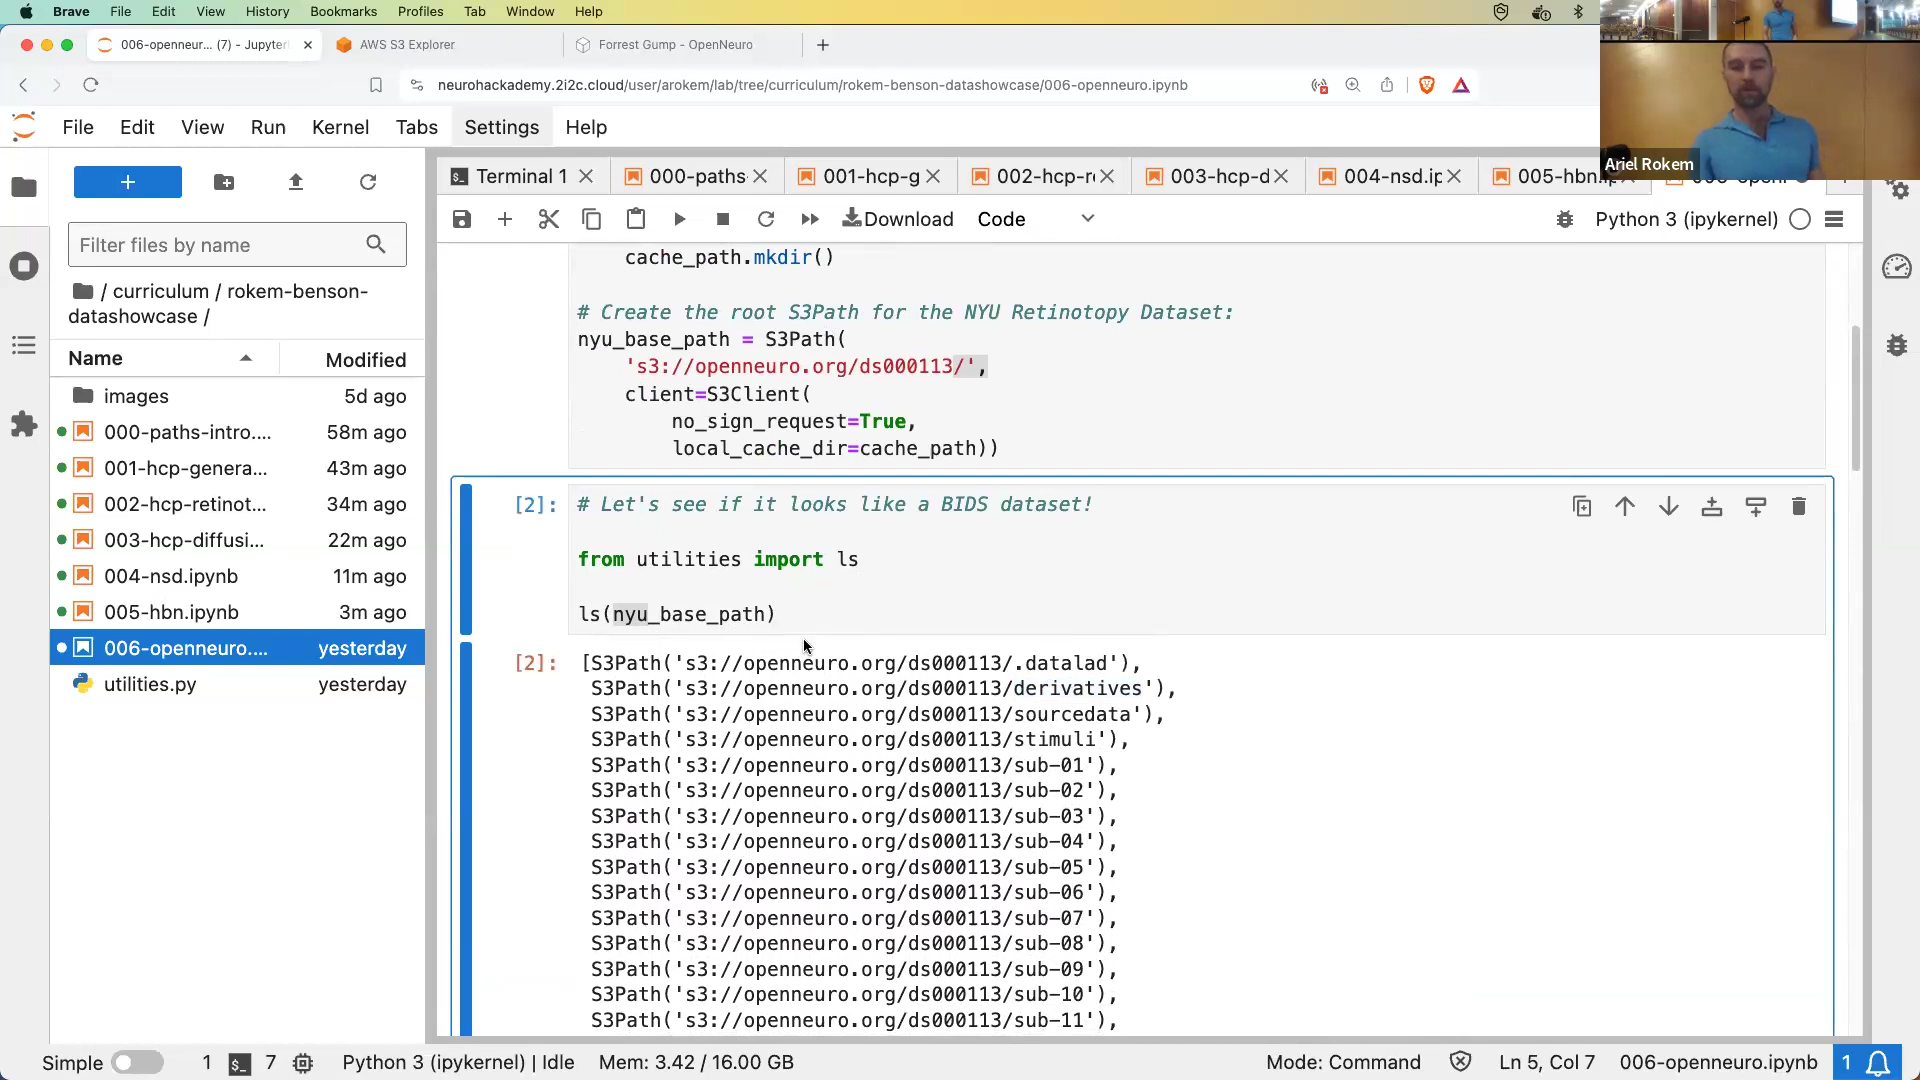 Brave File Edit View History Bookmarks Profiles Tab Window Help
006-openneur... (7) - Jupyter
AWS S3 Explorer
Forrest Gump - OpenNeuro
neurohackademy.2i2c.cloud/user/arokem/lab/tree/curriculum/rokem-benson-datashowcase/006-openneuro.ipynb
Ariel Rokem
File Edit View Run Kernel Tabs Settings Help
Terminal 1
000-paths-
001-hcp-g
002-hcp-r
003-hcp-d
004-nsd.ip
005-hbn.
Download
Code
Python 3 (ipykernel)
Filter files by name
/ curriculum / rokem-benson-
datashowcase /
Name Modified
images 5d ago
000-paths-intro.... 58m ago
001-hcp-genera... 43m ago
002-hcp-retinot... 34m ago
003-hcp-diffusi... 22m ago
004-nsd.ipynb 11m ago
005-hbn.ipynb 3m ago
006-openneuro.... yesterday
utilities.py yesterday
cache_path.mkdir()
# Create the root S3Path for the NYU Retinotopy Dataset:
nyu_base_path = S3Path(
's3://openneuro.org/ds000113/',
client=S3Client(
no_sign_request=True,
local_cache_dir=cache_path))
[2]: # Let's see if it looks like a BIDS dataset!
from utilities import ls
ls(nyu_base_path)
[2]: [S3Path('s3://openneuro.org/ds000113/.datalad'),
S3Path('s3://openneuro.org/ds000113/derivatives'),
S3Path('s3://openneuro.org/ds000113/sourcedata'),
S3Path('s3://openneuro.org/ds000113/stimuli'),
S3Path('s3://openneuro.org/ds000113/sub-01'),
S3Path('s3://openneuro.org/ds000113/sub-02'),
S3Path('s3://openneuro.org/ds000113/sub-03'),
S3Path('s3://openneuro.org/ds000113/sub-04'),
S3Path('s3://openneuro.org/ds000113/sub-05'),
S3Path('s3://openneuro.org/ds000113/sub-06'),
S3Path('s3://openneuro.org/ds000113/sub-07'),
S3Path('s3://openneuro.org/ds000113/sub-08'),
S3Path('s3://openneuro.org/ds000113/sub-09'),
S3Path('s3://openneuro.org/ds000113/sub-10'),
S3Path('s3://openneuro.org/ds000113/sub-11'),
Simple 1 7 Python 3 (ipykernel) | Idle Mem: 3.42 / 16.00 GB Mode: Command Ln 5, Col 7 006-openneuro.ipynb 1